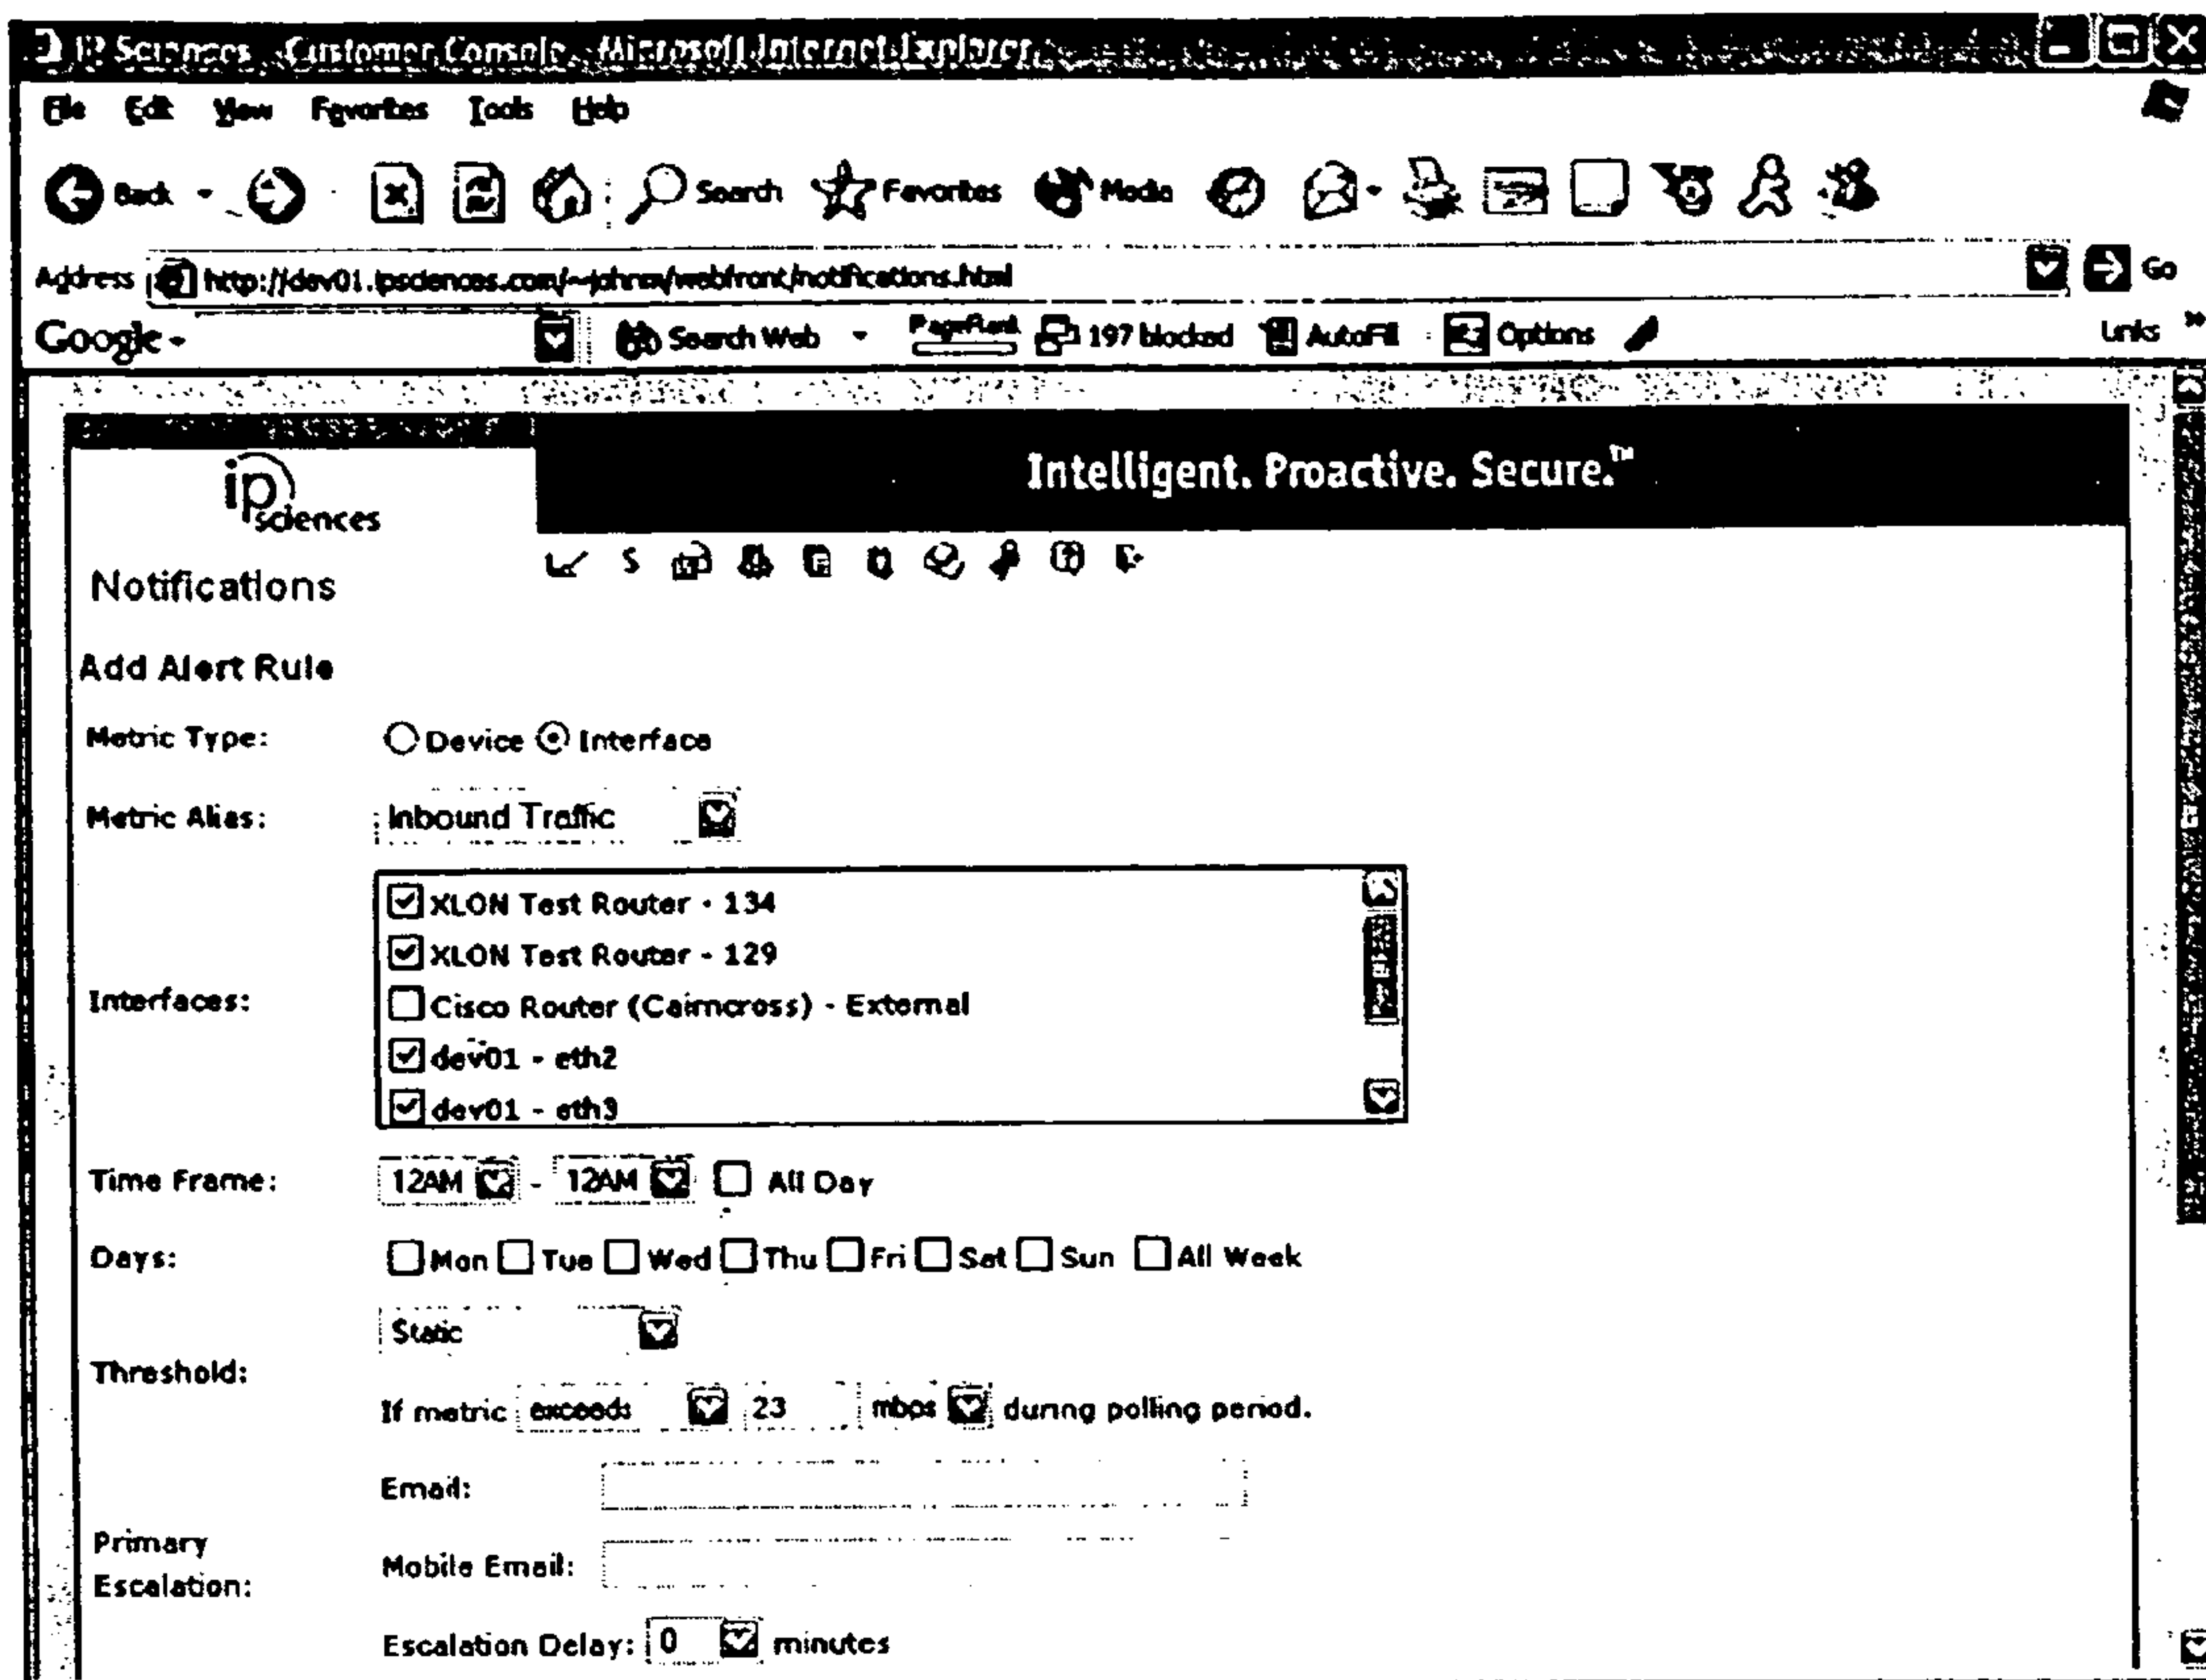 IP Sciences - Customer Console - Microsoft Internet Explorer
File Edit View Favorites Tools Help
Back Search Favorites Media
Address http://dev01.ipsciences.com/~johnx/webfront/notifications.html Go
Google Search Web PageRank 197 blocked AutoFill Options Links »
Intelligent. Proactive. Secure.™
ip sciences
Notifications
Add Alert Rule
Metric Type: Device Interface
Metric Alias: Inbound Traffic
XLON Test Router - 134
XLON Test Router - 129
Interfaces: Cisco Router (Cairncross) - External
dev01 - eth2
dev01 - eth3
Time Frame: 12AM - 12AM All Day
Days: Mon Tue Wed Thu Fri Sat Sun All Week
Static
Threshold:
If metric exceeds 23 mbps during polling period.
Email:
Primary
Mobile Email:
Escalation:
Escalation Delay: 0 minutes